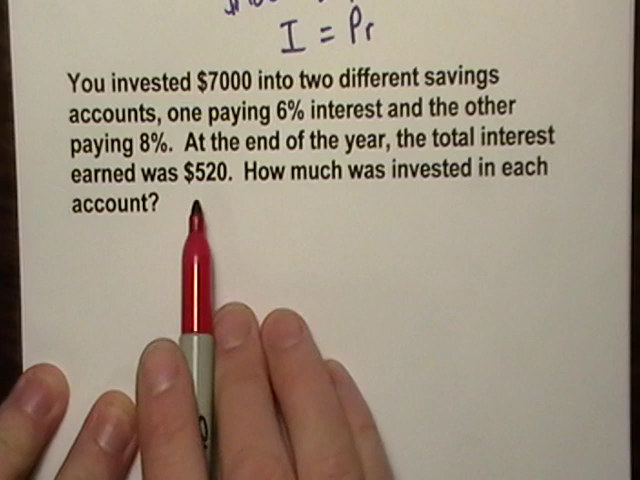 I = Pr
You invested $7000 into two different savings
accounts, one paying 6% interest and the other
paying 8%. At the end of the year, the total interest
earned was $520. How much was invested in each
account?